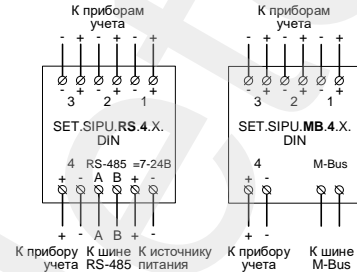 К приборам
учета
- + - + - +
- + - + - +
3 2 1
SET.SIPU.RS.4.X.
DIN
4 RS-485 =7-24В
+ - A B + -
+ - A B + -
К прибору К шине К источнику
учета RS-485 питания
К приборам
учета
- + - + - +
- + - + - +
3 2 1
SET.SIPU.MB.4.X.
DIN
4 M-Bus
+ -
+ -
К прибору К шине
учета M-Bus